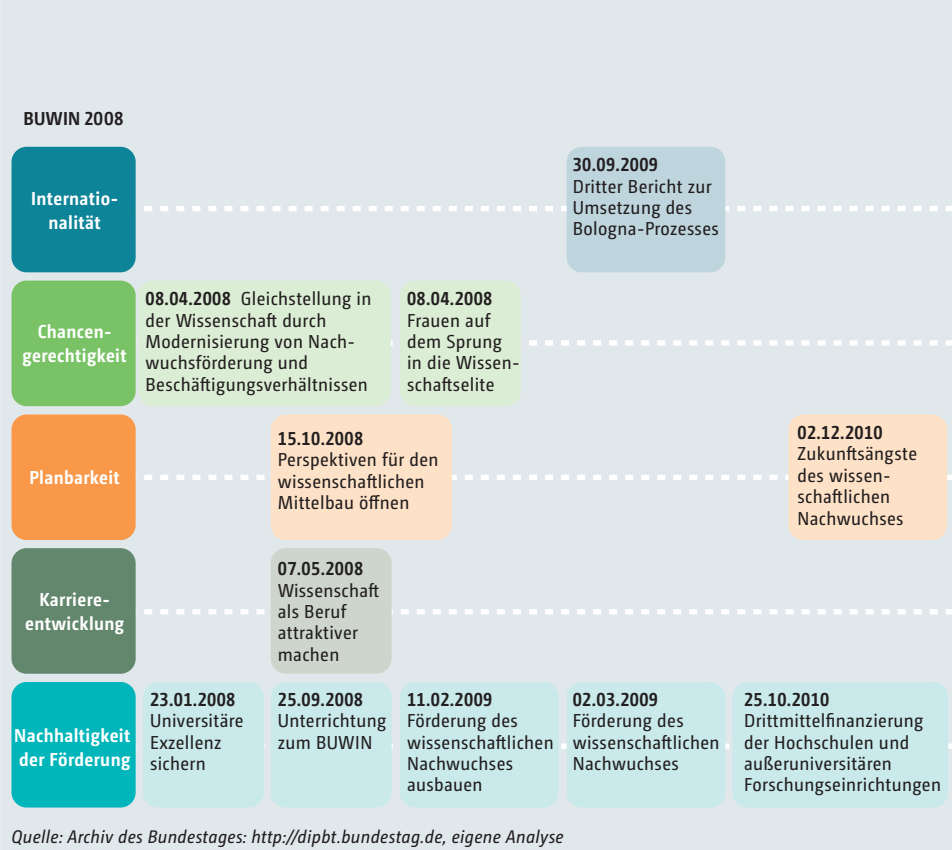 BUWIN 2008
Internatio-
nalität
30.09.2009
Dritter Bericht zur
Umsetzung des
Bologna-Prozesses
Chancen-
gerechtigkeit
08.04.2008 Gleichstellung in
der Wissenschaft durch
Modernisierung von Nach-
wuchsförderung und
Beschäftigungsverhältnissen
08.04.2008
Frauen auf
dem Sprung
in die Wissen-
schaftselite
Planbarkeit
15.10.2008
Perspektiven für den
wissenschaftlichen
Mittelbau öffnen
02.12.2010
Zukunftsängste
des wissen-
schaftlichen
Nachwuchses
Karriere-
entwicklung
07.05.2008
Wissenschaft
als Beruf
attraktiver
machen
Nachhaltigkeit
der Förderung
23.01.2008
Universitäre
Exzellenz
sichern
25.09.2008
Unterrichtung
zum BUWIN
11.02.2009
Förderung des
wissenschaftlichen
Nachwuchses
ausbauen
02.03.2009
Förderung des
wissenschaftlichen
Nachwuchses
25.10.2010
Drittmittelfinanzierung
der Hochschulen und
außeruniversitären
Forschungseinrichtungen
Quelle: Archiv des Bundestages: http://dipbt.bundestag.de, eigene Analyse